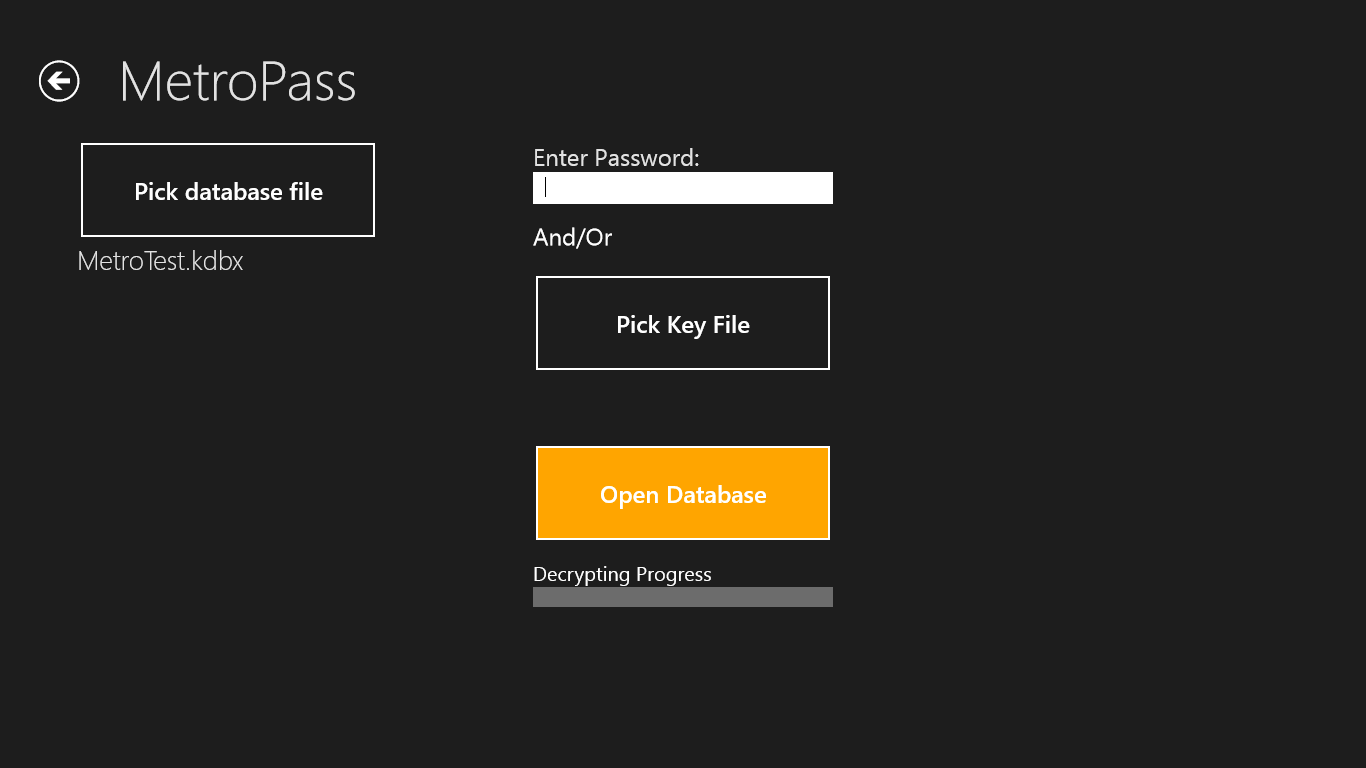 MetroPass
Pick database file
MetroTest.kdbx
Enter Password:
And/Or
Pick Key File
Open Database
Decrypting Progress